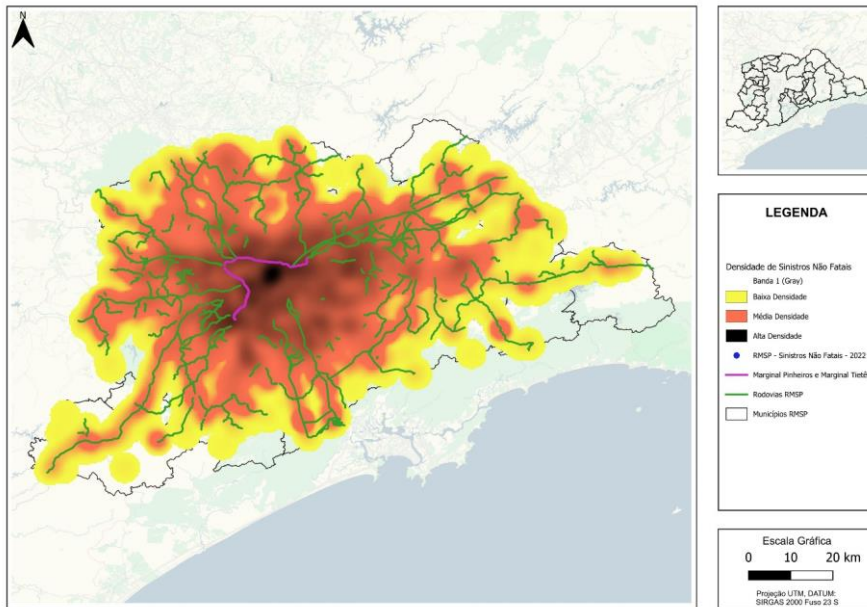 N
LEGENDA
Densidade de Sinistros Não Fatais
Banda 1 (Gray)
Baixa Densidade
Média Densidade
Alta Densidade
RMSP - Sinistros Não Fatais - 2022
Marginal Pinheiros e Marginal Tietê
Rodovias RMSP
Municípios RMSP
Escala Gráfica
0 10 20 km
Projeção UTM, DATUM:
SIRGAS 2000 Fuso 23 S